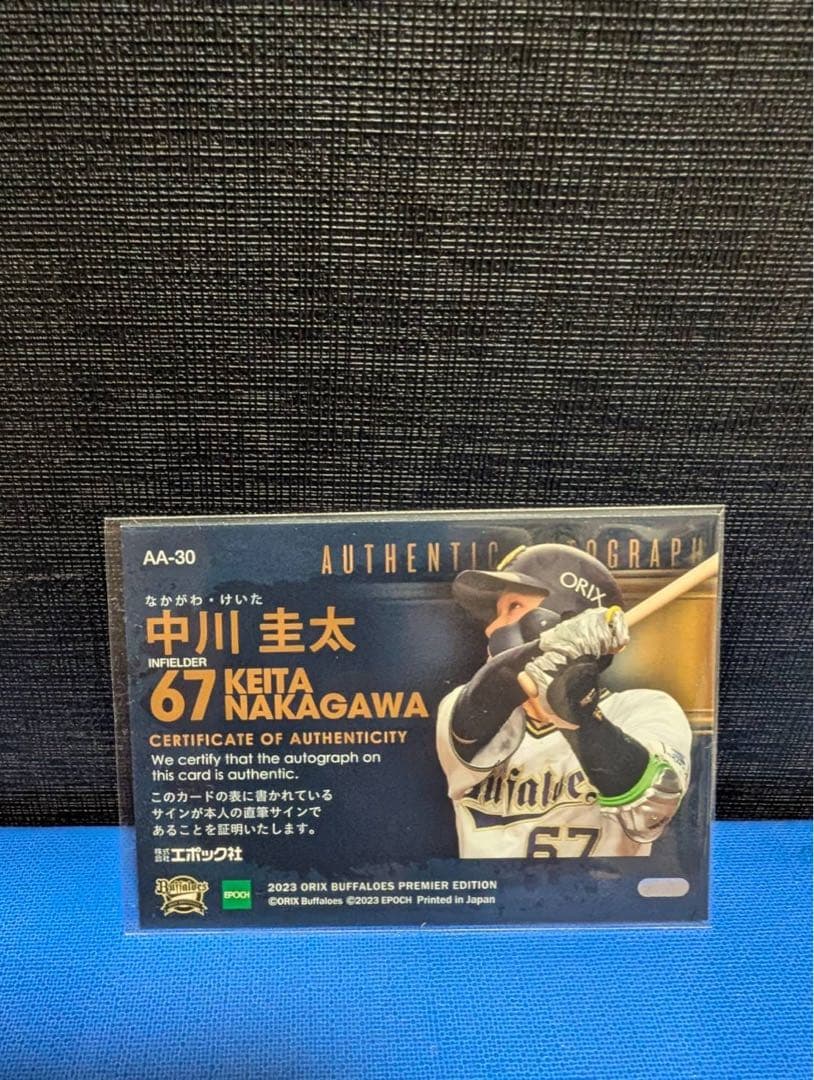 AA-30
AUTHENTIC
なかがわ・けいた
中川 圭太
INFIELDER
67 KEITA
NAKAGAWA
ORIX
CERTIFICATE OF AUTHENTICITY
We certify that the autograph on
this card is authentic.
このカードの表に書かれている
サインが本人の直筆サインで
あることを証明いたします。
株式会社エポック社
Buffaloes
67
Buffaloes
EPOCH
2023 ORIX BUFFALOES PREMIER EDITION
©ORIX Buffaloes ©2023 EPOCH Printed in Japan